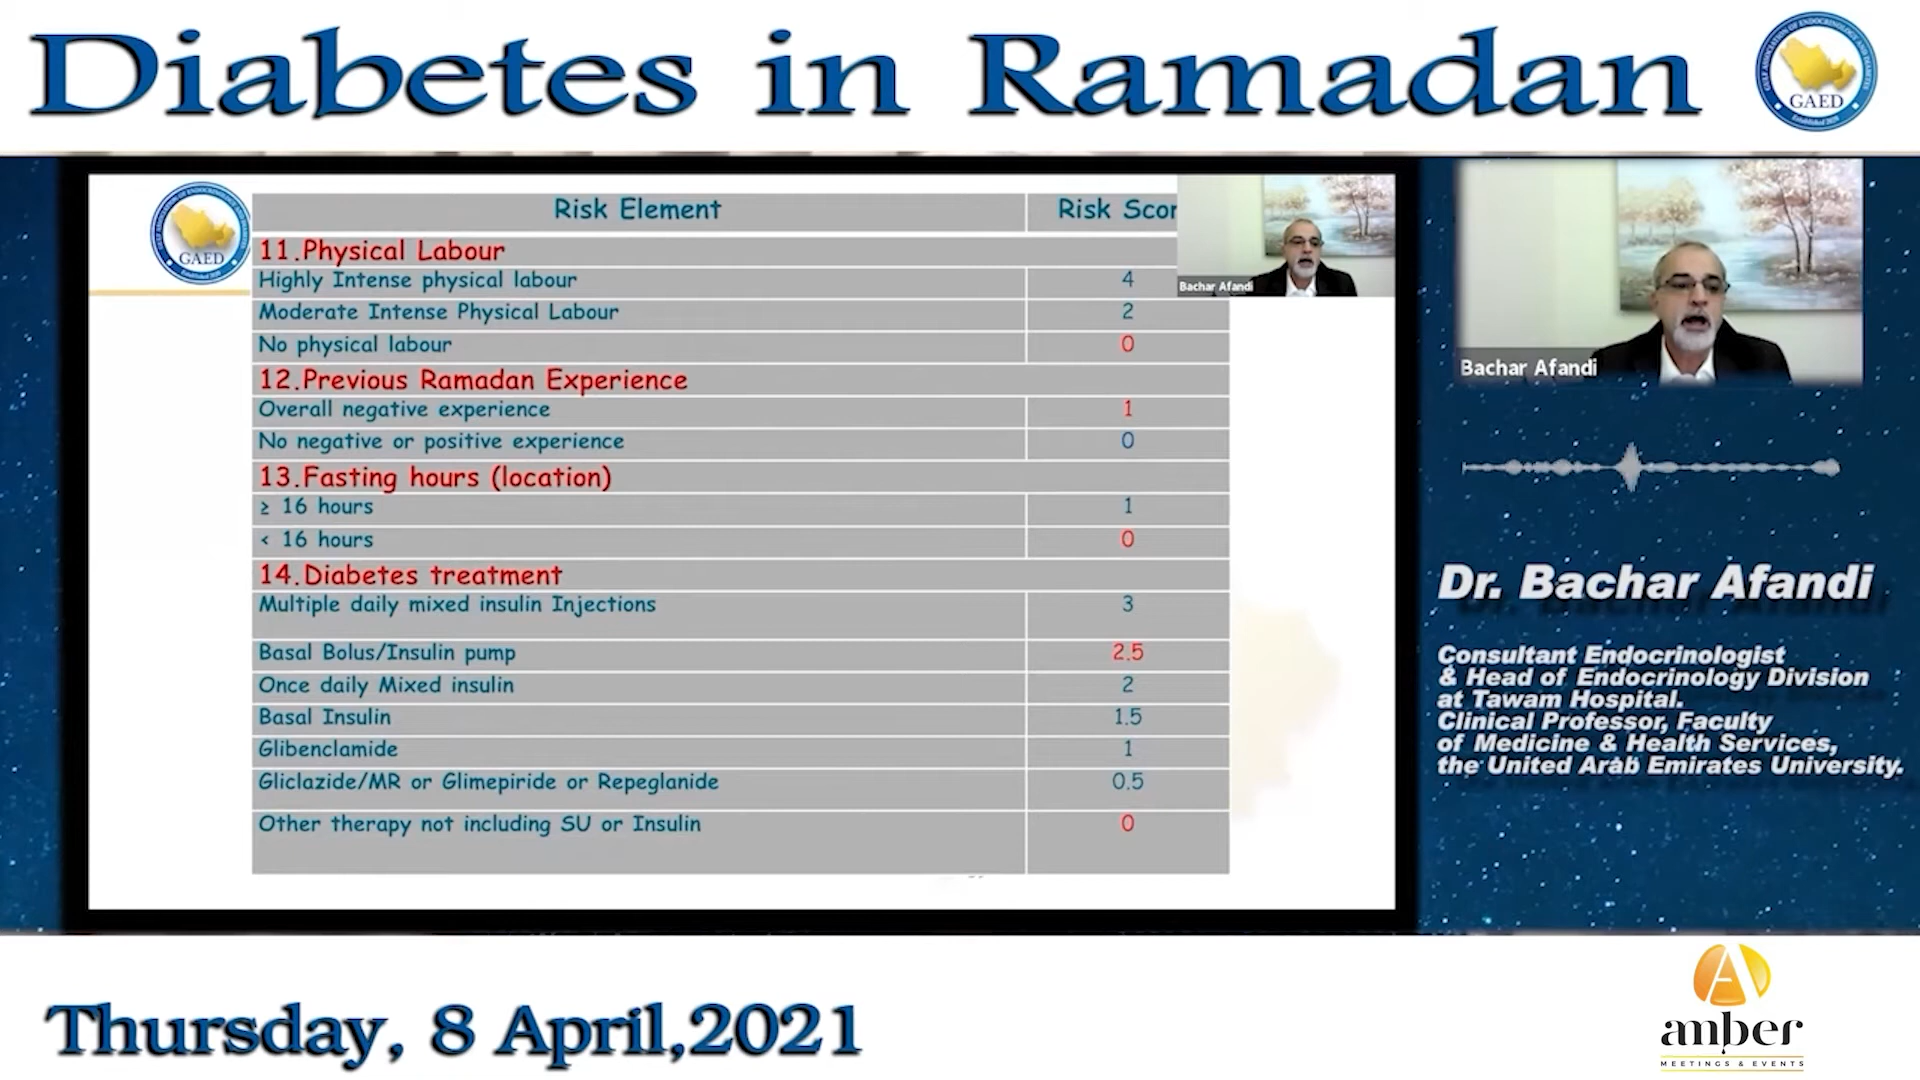 Diabetes in Ramadan
GAED
GAED
Risk Element
Risk Scor
11.Physical Labour
Highly Intense physical labour
4
Moderate Intense Physical Labour
2
No physical labour
0
12.Previous Ramadan Experience
Overall negative experience
1
No negative or positive experience
0
13.Fasting hours (location)
≥ 16 hours
1
< 16 hours
0
14.Diabetes treatment
Multiple daily mixed insulin Injections
3
Basal Bolus/Insulin pump
2.5
Once daily Mixed insulin
2
Basal Insulin
1.5
Glibenclamide
1
Gliclazide/MR or Glimepiride or Repeglanide
0.5
Other therapy not including SU or Insulin
0
Bachar Afandi
Bachar Afandi
Dr. Bachar Afandi
Consultant Endocrinologist
& Head of Endocrinology Division
at Tawam Hospital.
Clinical Professor, Faculty
of Medicine & Health Services,
the United Arab Emirates University.
Thursday, 8 April,2021
amber
MEETINGS & EVENTS